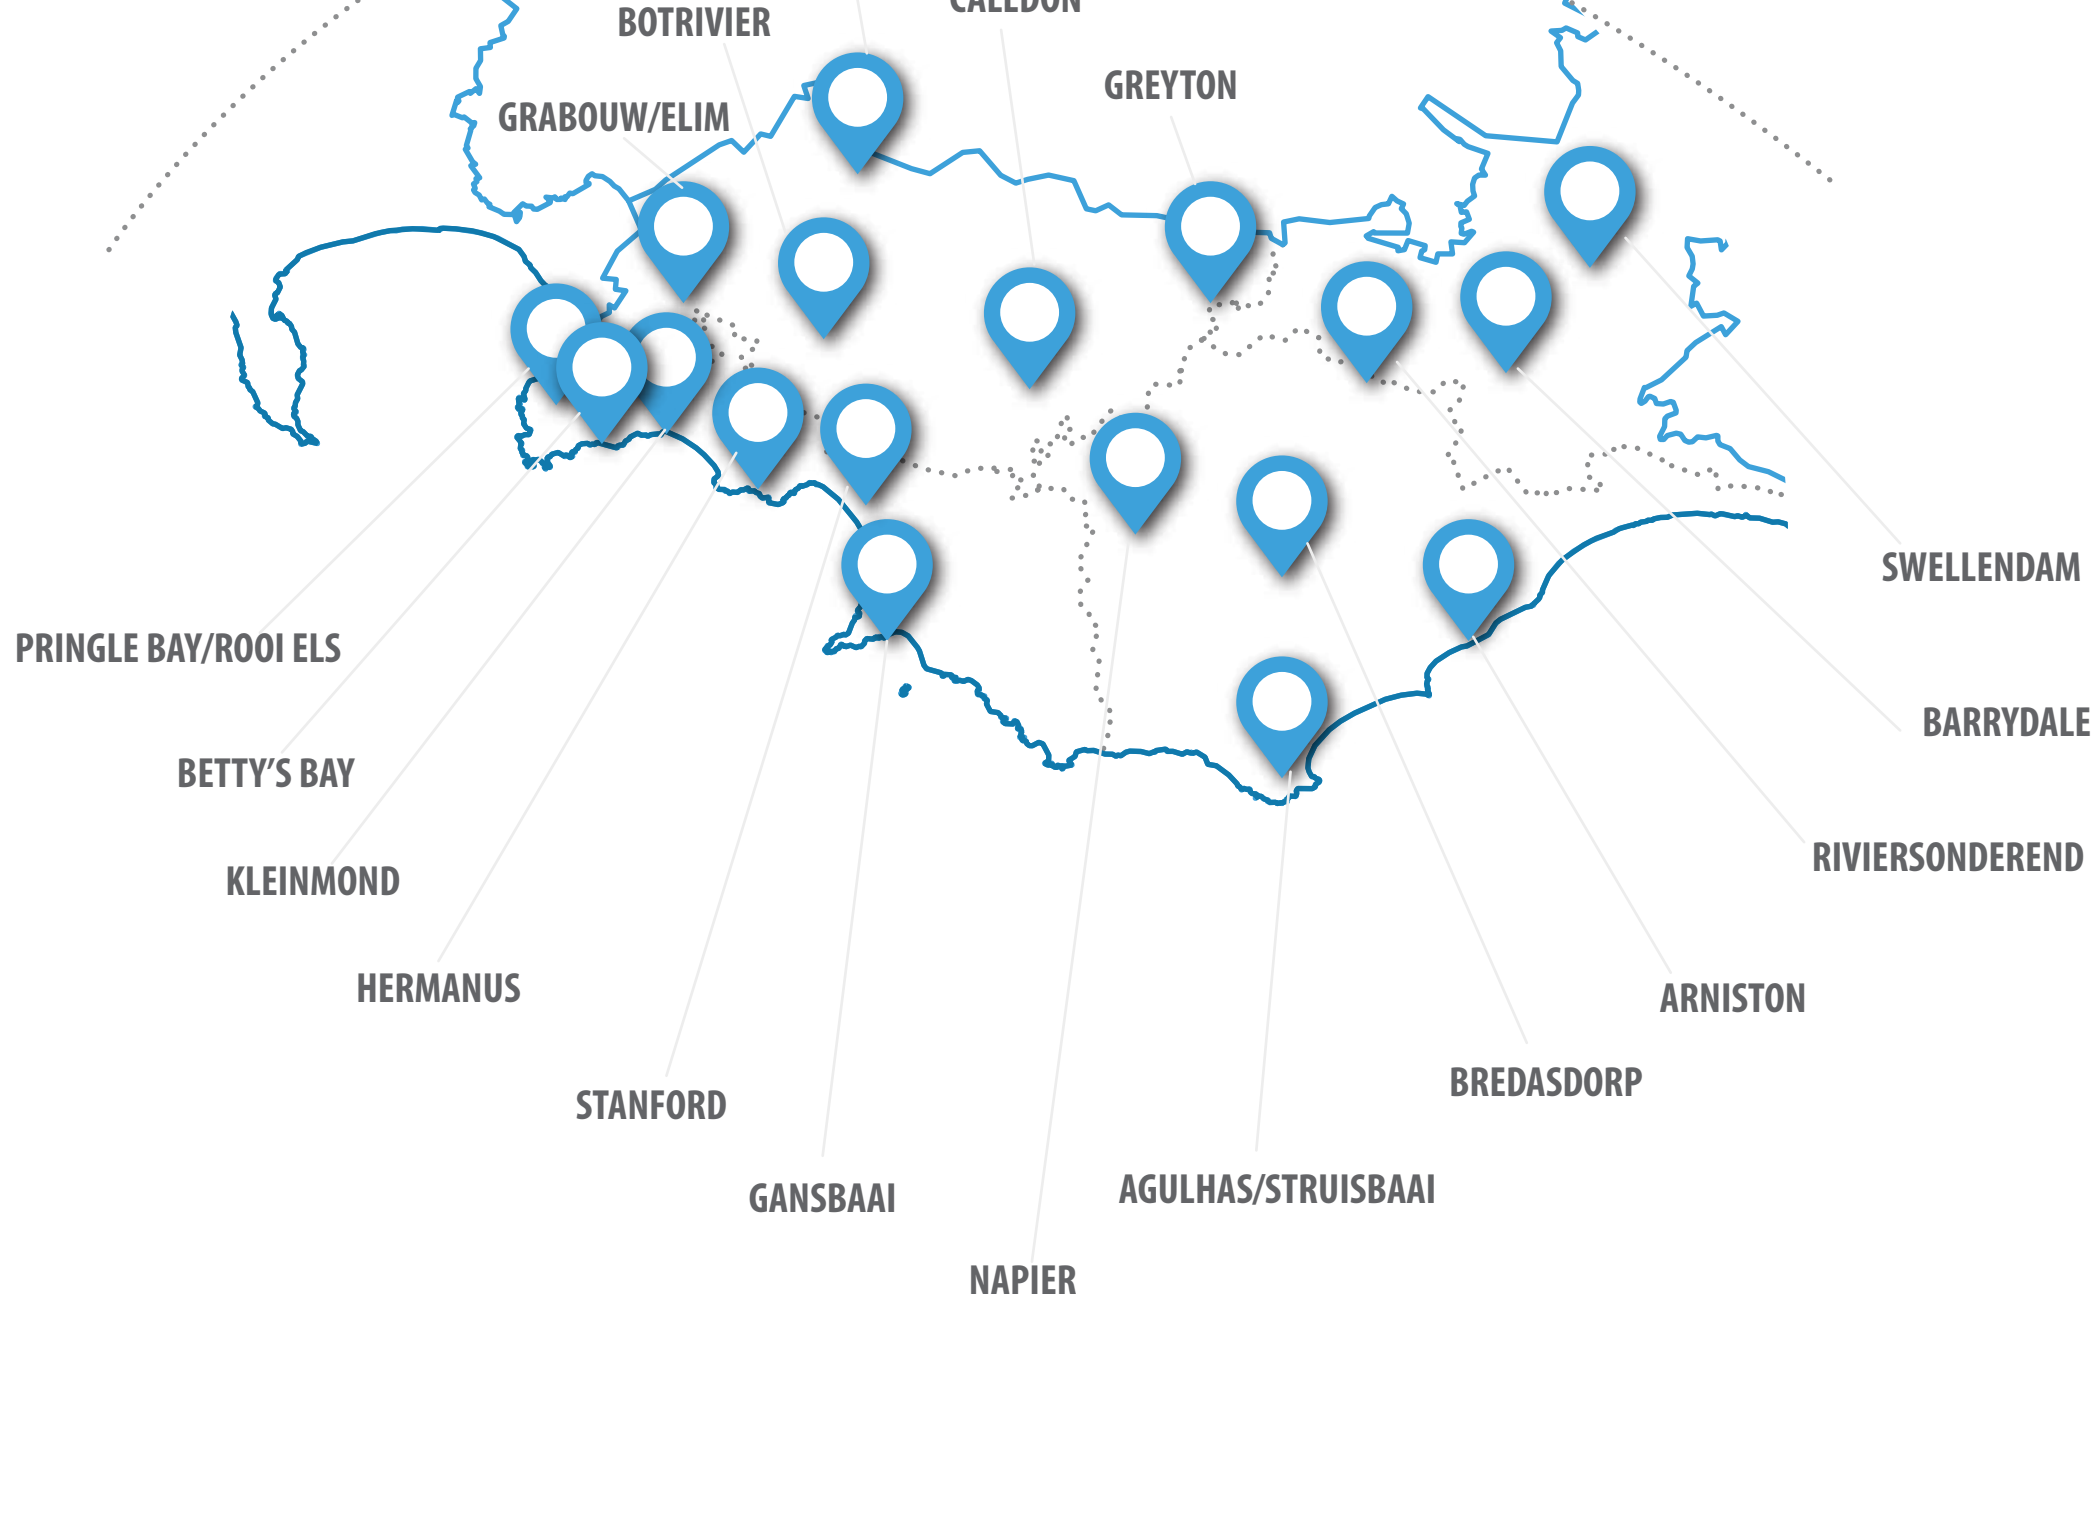 CALEDON
BOTRIVIER
GREYTON
GRABOUW/ELIM
SWELLENDAM
PRINGLE BAY/ROOI ELS
BARRYDALE
BETTY'S BAY
RIVIERSONDEREND
KLEINMOND
HERMANUS
ARNISTON
BREDASDORP
STANFORD
AGULHAS/STRUISBAAI
GANSBAAI
NAPIER